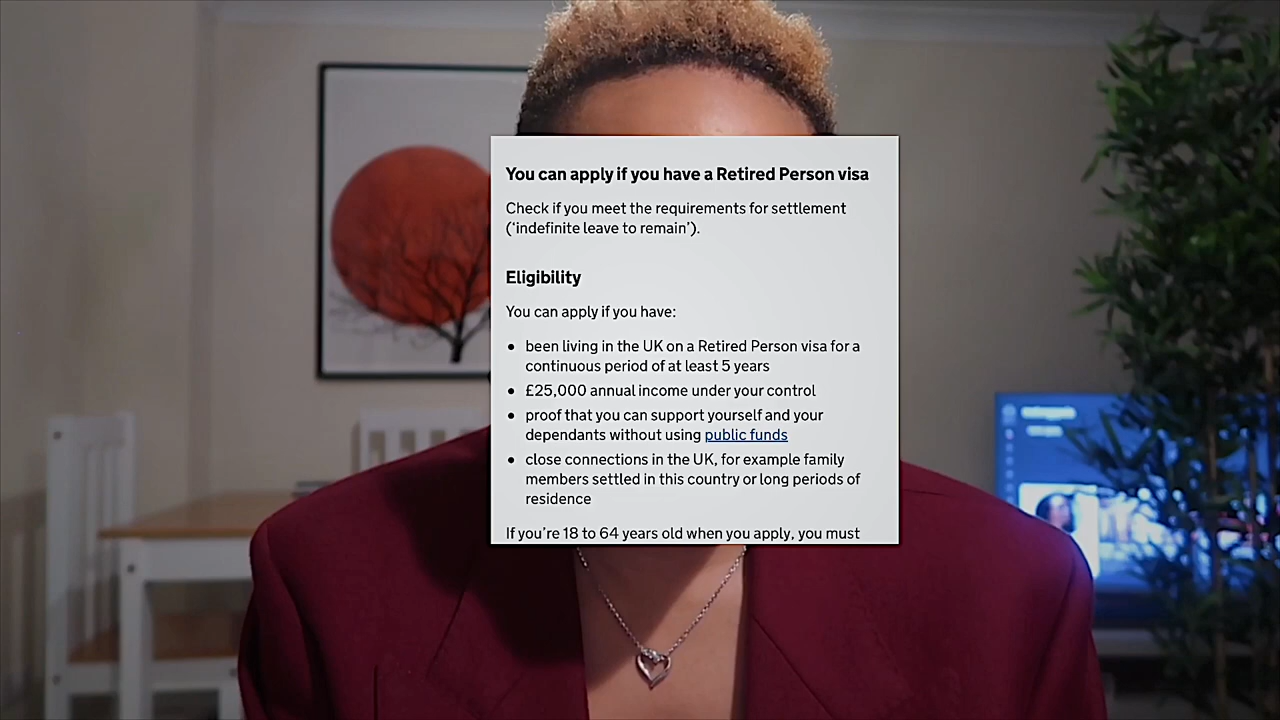 You can apply if you have a Retired Person visa
Check if you meet the requirements for settlement
(‘indefinite leave to remain’).
Eligibility
You can apply if you have:
• been living in the UK on a Retired Person visa for a
continuous period of at least 5 years
• £25,000 annual income under your control
• proof that you can support yourself and your
dependants without using public funds
• close connections in the UK, for example family
members settled in this country or long periods of
residence
If you’re 18 to 64 years old when you apply, you must